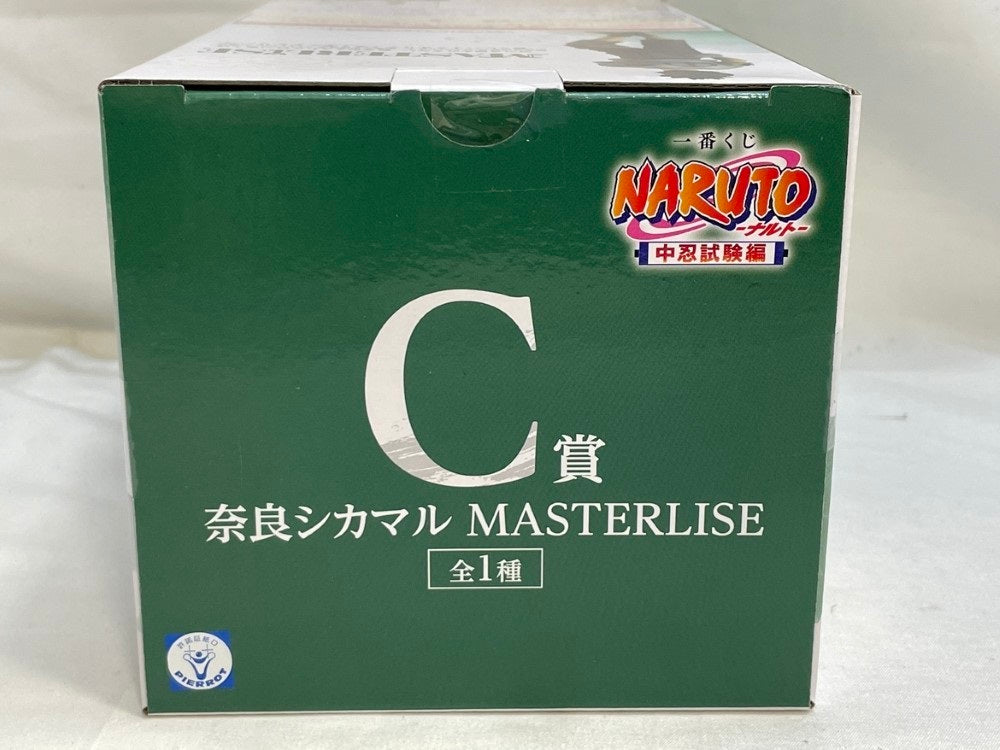 一番くじ
NARUTO
-ナルト-
中忍試験編
C賞
奈良シカマル MASTERLISE
全1種
PIERROT